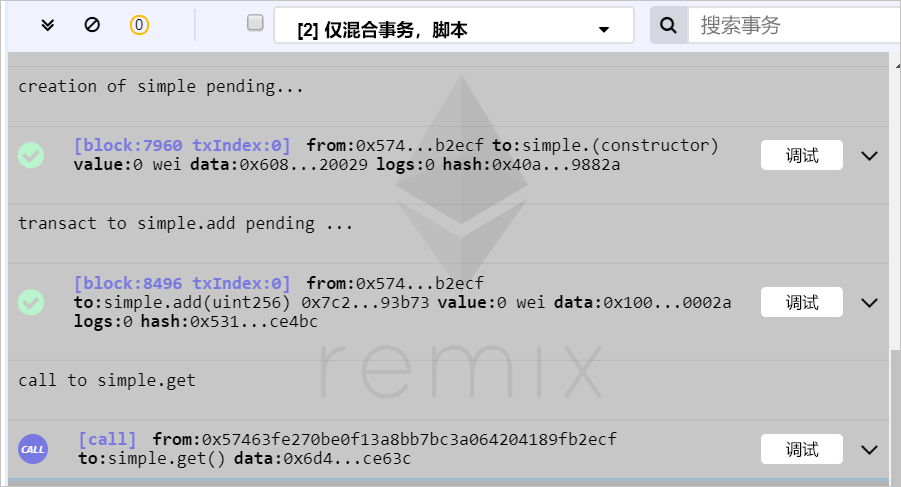 0
[2] 仅混合事务，脚本
搜索事务
creation of simple pending...
[block:7960 txIndex:0] from:0x574...b2ecf to:simple.(constructor)
value:0 wei data:0x608...20029 logs:0 hash:0x40a...9882a
调试
transact to simple.add pending ...
[block:8496 txIndex:0] from:0x574...b2ecf
to:simple.add(uint256) 0x7c2...93b73 value:0 wei data:0x100...0002a
logs:0 hash:0x531...ce4bc
调试
remix
call to simple.get
CALL
[call] from:0x57463fe270be0f13a8bb7bc3a064204189fb2ecf
to:simple.get() data:0x6d4...ce63c
调试